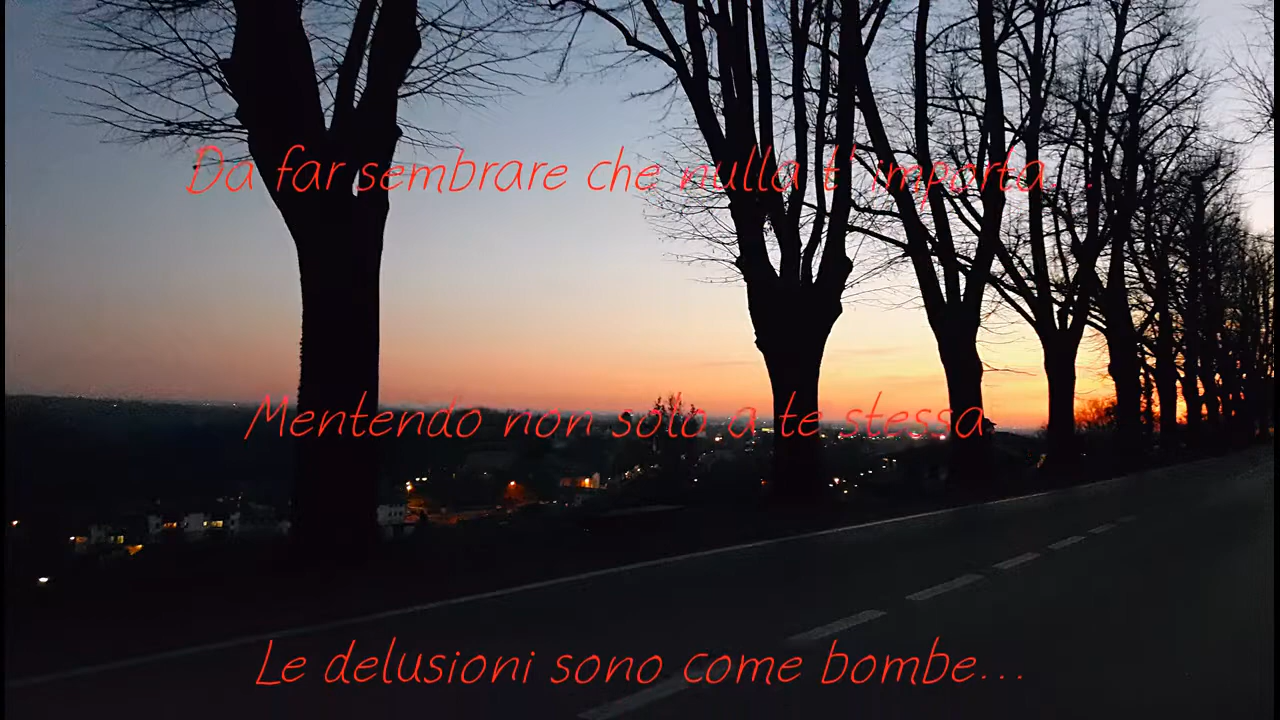 Da far sembrare che nulla t' importa...
Mentendo non solo a te stessa
Le delusioni sono come bombe...